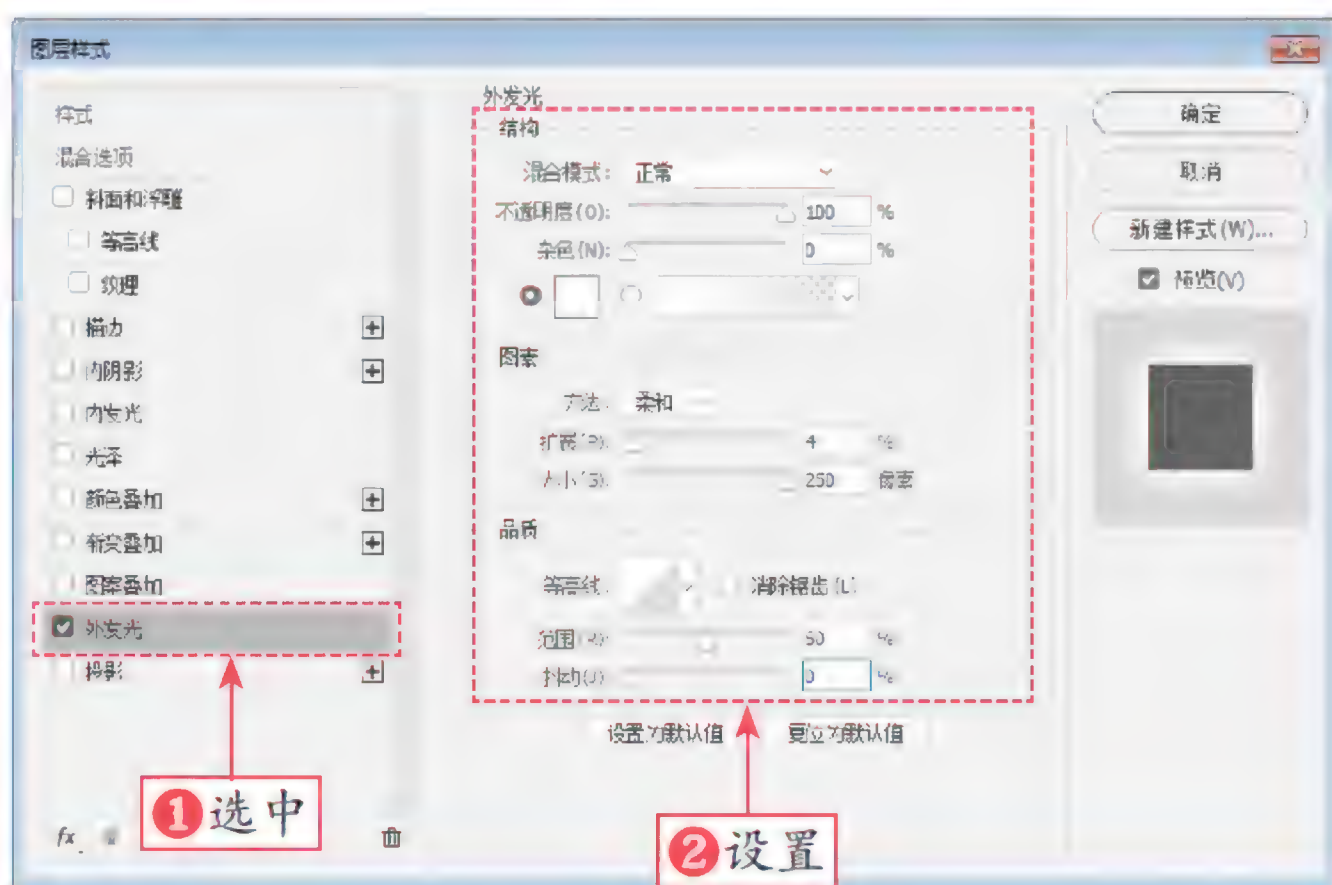 图层样式
样式
混合选项
斜面和浮雕
等高线
纹理
描边
内阴影
内发光
光泽
颜色叠加
渐变叠加
图案叠加
外发光
投影
fx
❶选中
外发光
结构
混合模式: 正常
不透明度(O): 100 %
杂色(N): 0 %
图素
方法: 柔和
扩展(P): 4 %
大小(S): 250 像素
品质
等高线: 消除锯齿(L)
范围(R): 50 %
抖动(J): 0 %
设置为默认值 复位为默认值
❷设置
确定
取消
新建样式(W)...
预览(V)